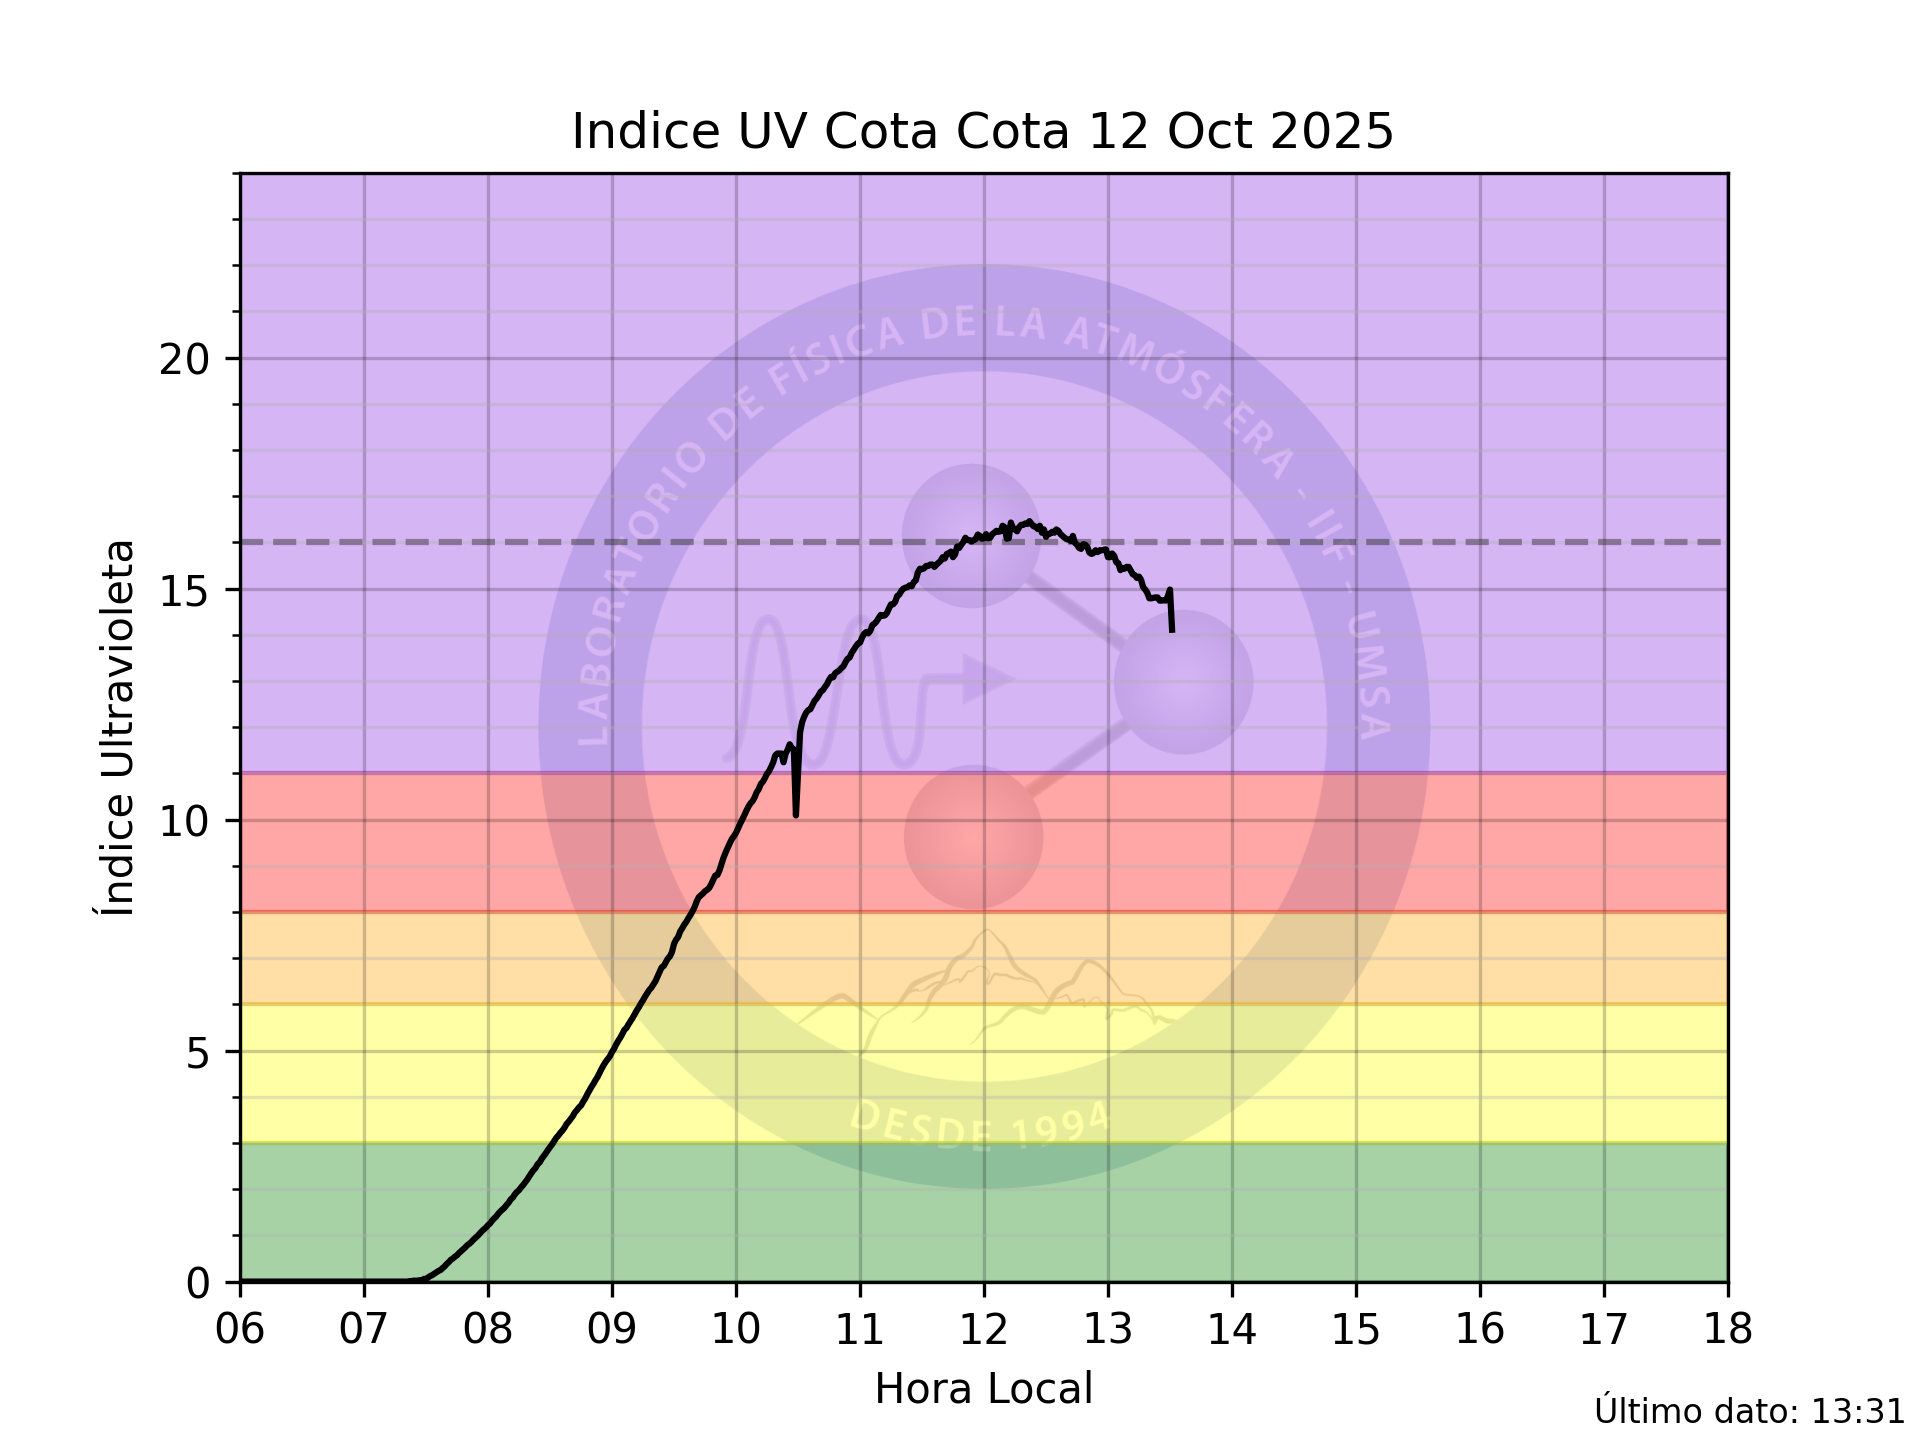 Indice UV Cota Cota 12 Oct 2025
LABORATORIO DE FÍSICA DE LA ATMÓSFERA - IIF - UMSA
DESDE 1994
Índice Ultravioleta
20
15
10
5
0
06 07 08 09 10 11 12 13 14 15 16 17 18
Hora Local
Último dato: 13:31